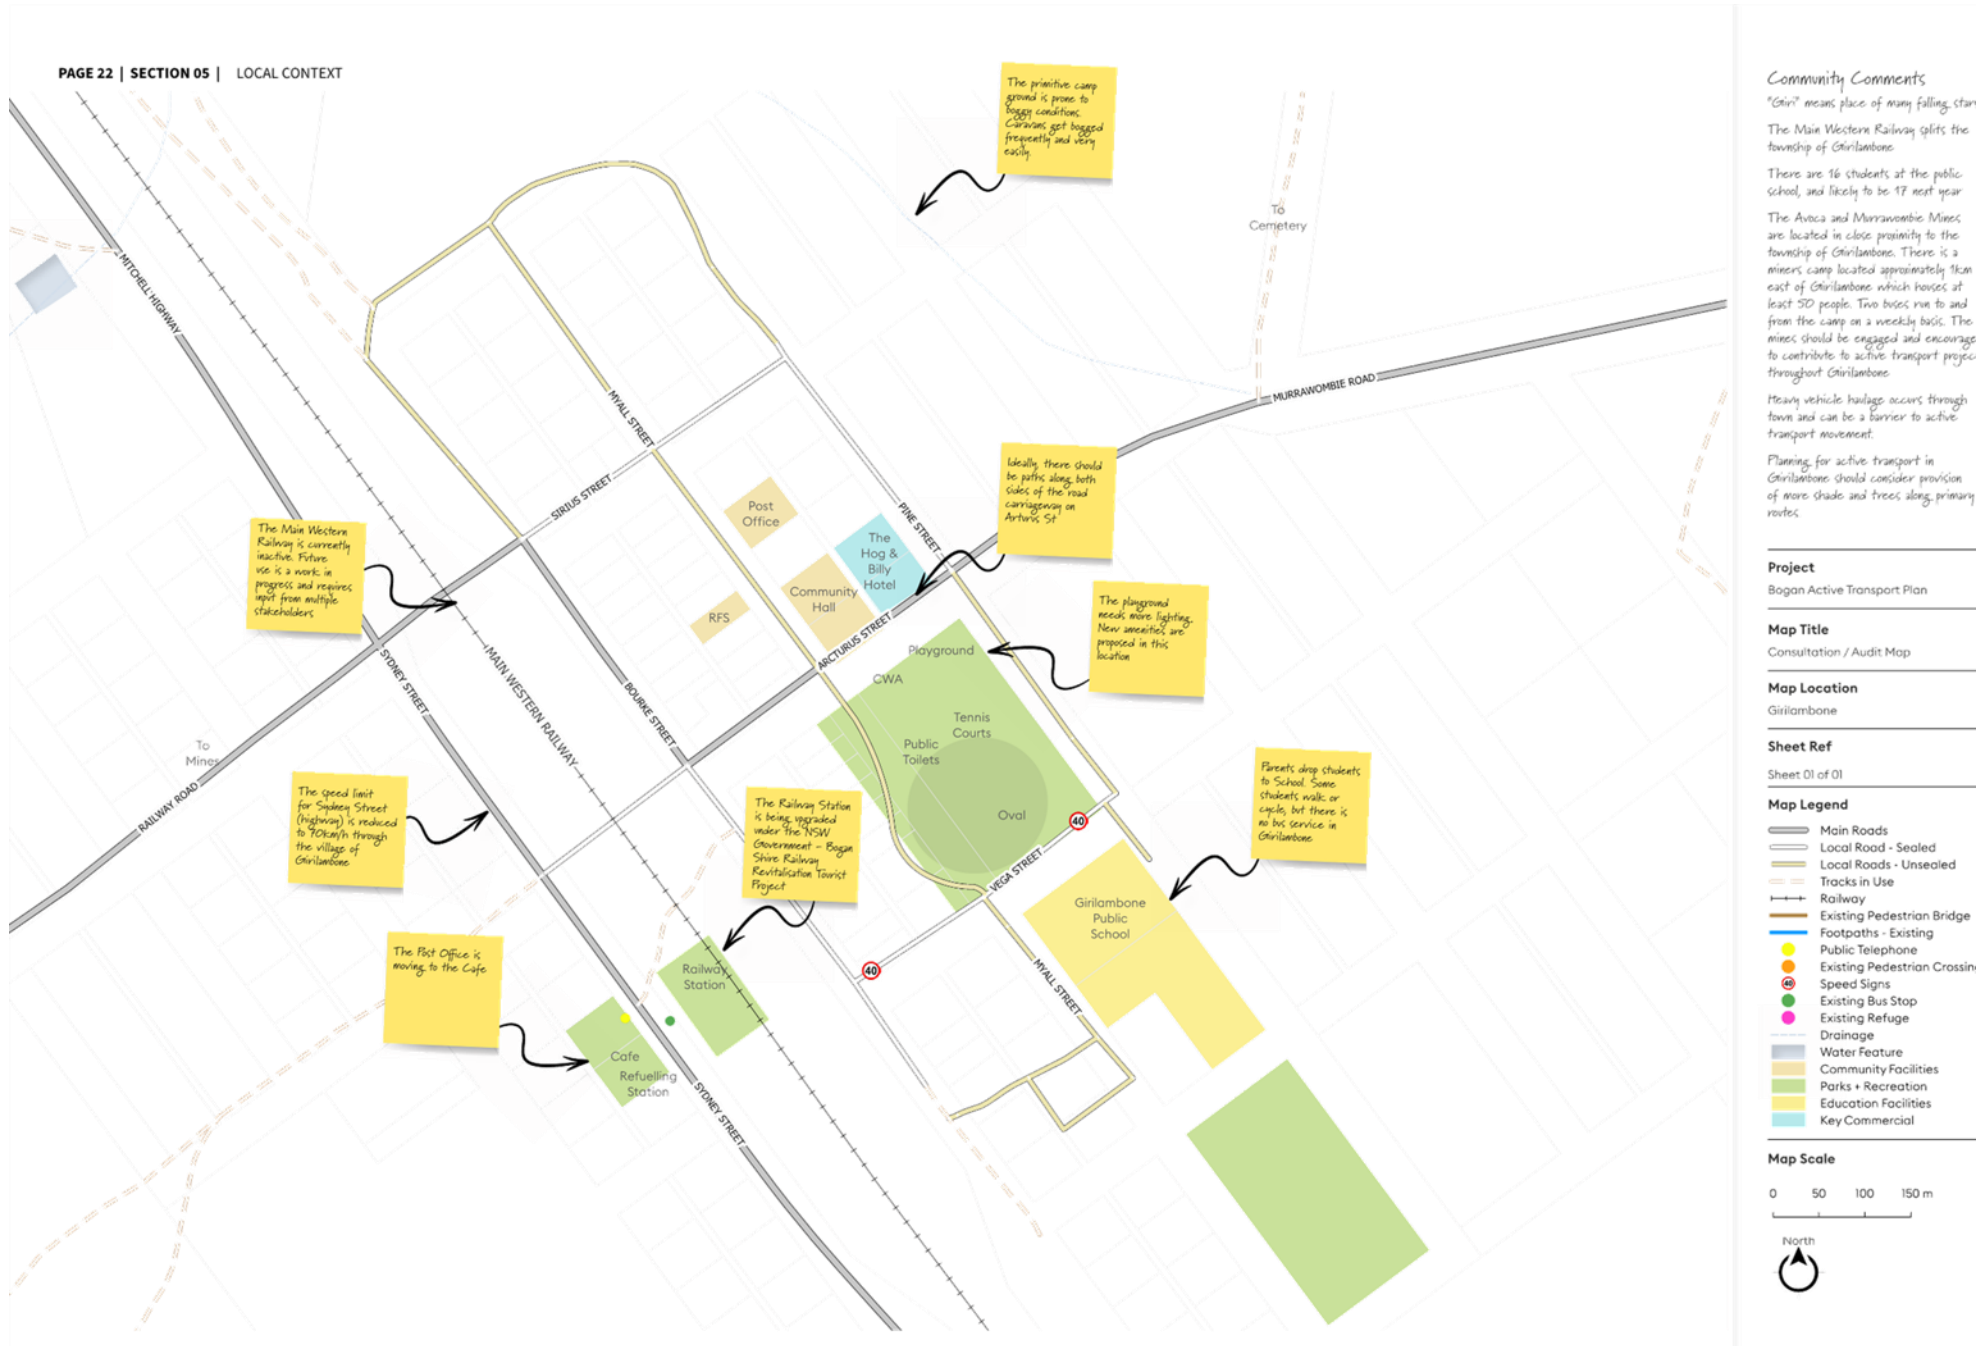 PAGE 22 | SECTION 05 | LOCAL CONTEXT
The primitive camp
ground is prone to
boggy conditions.
Caravans get bogged
frequently and very
easily.
To
Cemetery
MITCHELL HIGHWAY
MURRAWOMBIE ROAD
MYALL STREET
SIRIUS STREET
PINE STREET
Ideally, there should
be paths along both
sides of the road
carriageway on
Arturus St
Post
Office
The
Hog &
Billy
Hotel
Community
Hall
RFS
ARCTURUS STREET
The Main Western
Railway is currently
inactive. Future
use is a work in
progress and requires
input from multiple
stakeholders
The playground
needs more lighting.
New amenities are
proposed in this
location
Playground
CWA
Tennis
Courts
Public
Toilets
Oval
SYDNEY STREET
MAIN WESTERN RAILWAY
BOURKE STREET
To
Mines
RAILWAY ROAD
The speed limit
for Sydney Street
(highway) is reduced
to 90km/h through
the village of
Girilambone
The Railway Station
is being upgraded
under the NSW
Government – Bogan
Shire Railway
Revitalisation Tourist
Project
Parents drop students
to School. Some
students walk or
cycle, but there is
no bus service in
Girilambone
40
VEGA STREET
Girilambone
Public
School
40
MYALL STREET
The Post Office is
moving to the Cafe
Railway
Station
Cafe
Refuelling
Station
SYDNEY STREET
Community Comments
"Giri" means place of many falling star
The Main Western Railway splits the
township of Girilambone
There are 16 students at the public
school, and likely to be 17 next year
The Avoca and Murrawombie Mines
are located in close proximity to the
township of Girilambone. There is a
miners camp located approximately 1km
east of Girilambone which houses at
least 50 people. Two buses run to and
from the camp on a weekly basis. The
mines should be engaged and encourage
to contribute to active transport projec
throughout Girilambone
Heavy vehicle haulage occurs through
town and can be a barrier to active
transport movement.
Planning for active transport in
Girilambone should consider provision
of more shade and trees along primary
routes.
Project
Bogan Active Transport Plan
Map Title
Consultation / Audit Map
Map Location
Girilambone
Sheet Ref
Sheet 01 of 01
Map Legend
Main Roads
Local Road - Sealed
Local Roads - Unsealed
Tracks in Use
Railway
Existing Pedestrian Bridge
Footpaths - Existing
Public Telephone
Existing Pedestrian Crossing
40 Speed Signs
Existing Bus Stop
Existing Refuge
Drainage
Water Feature
Community Facilities
Parks + Recreation
Education Facilities
Key Commercial
Map Scale
0 50 100 150 m
North